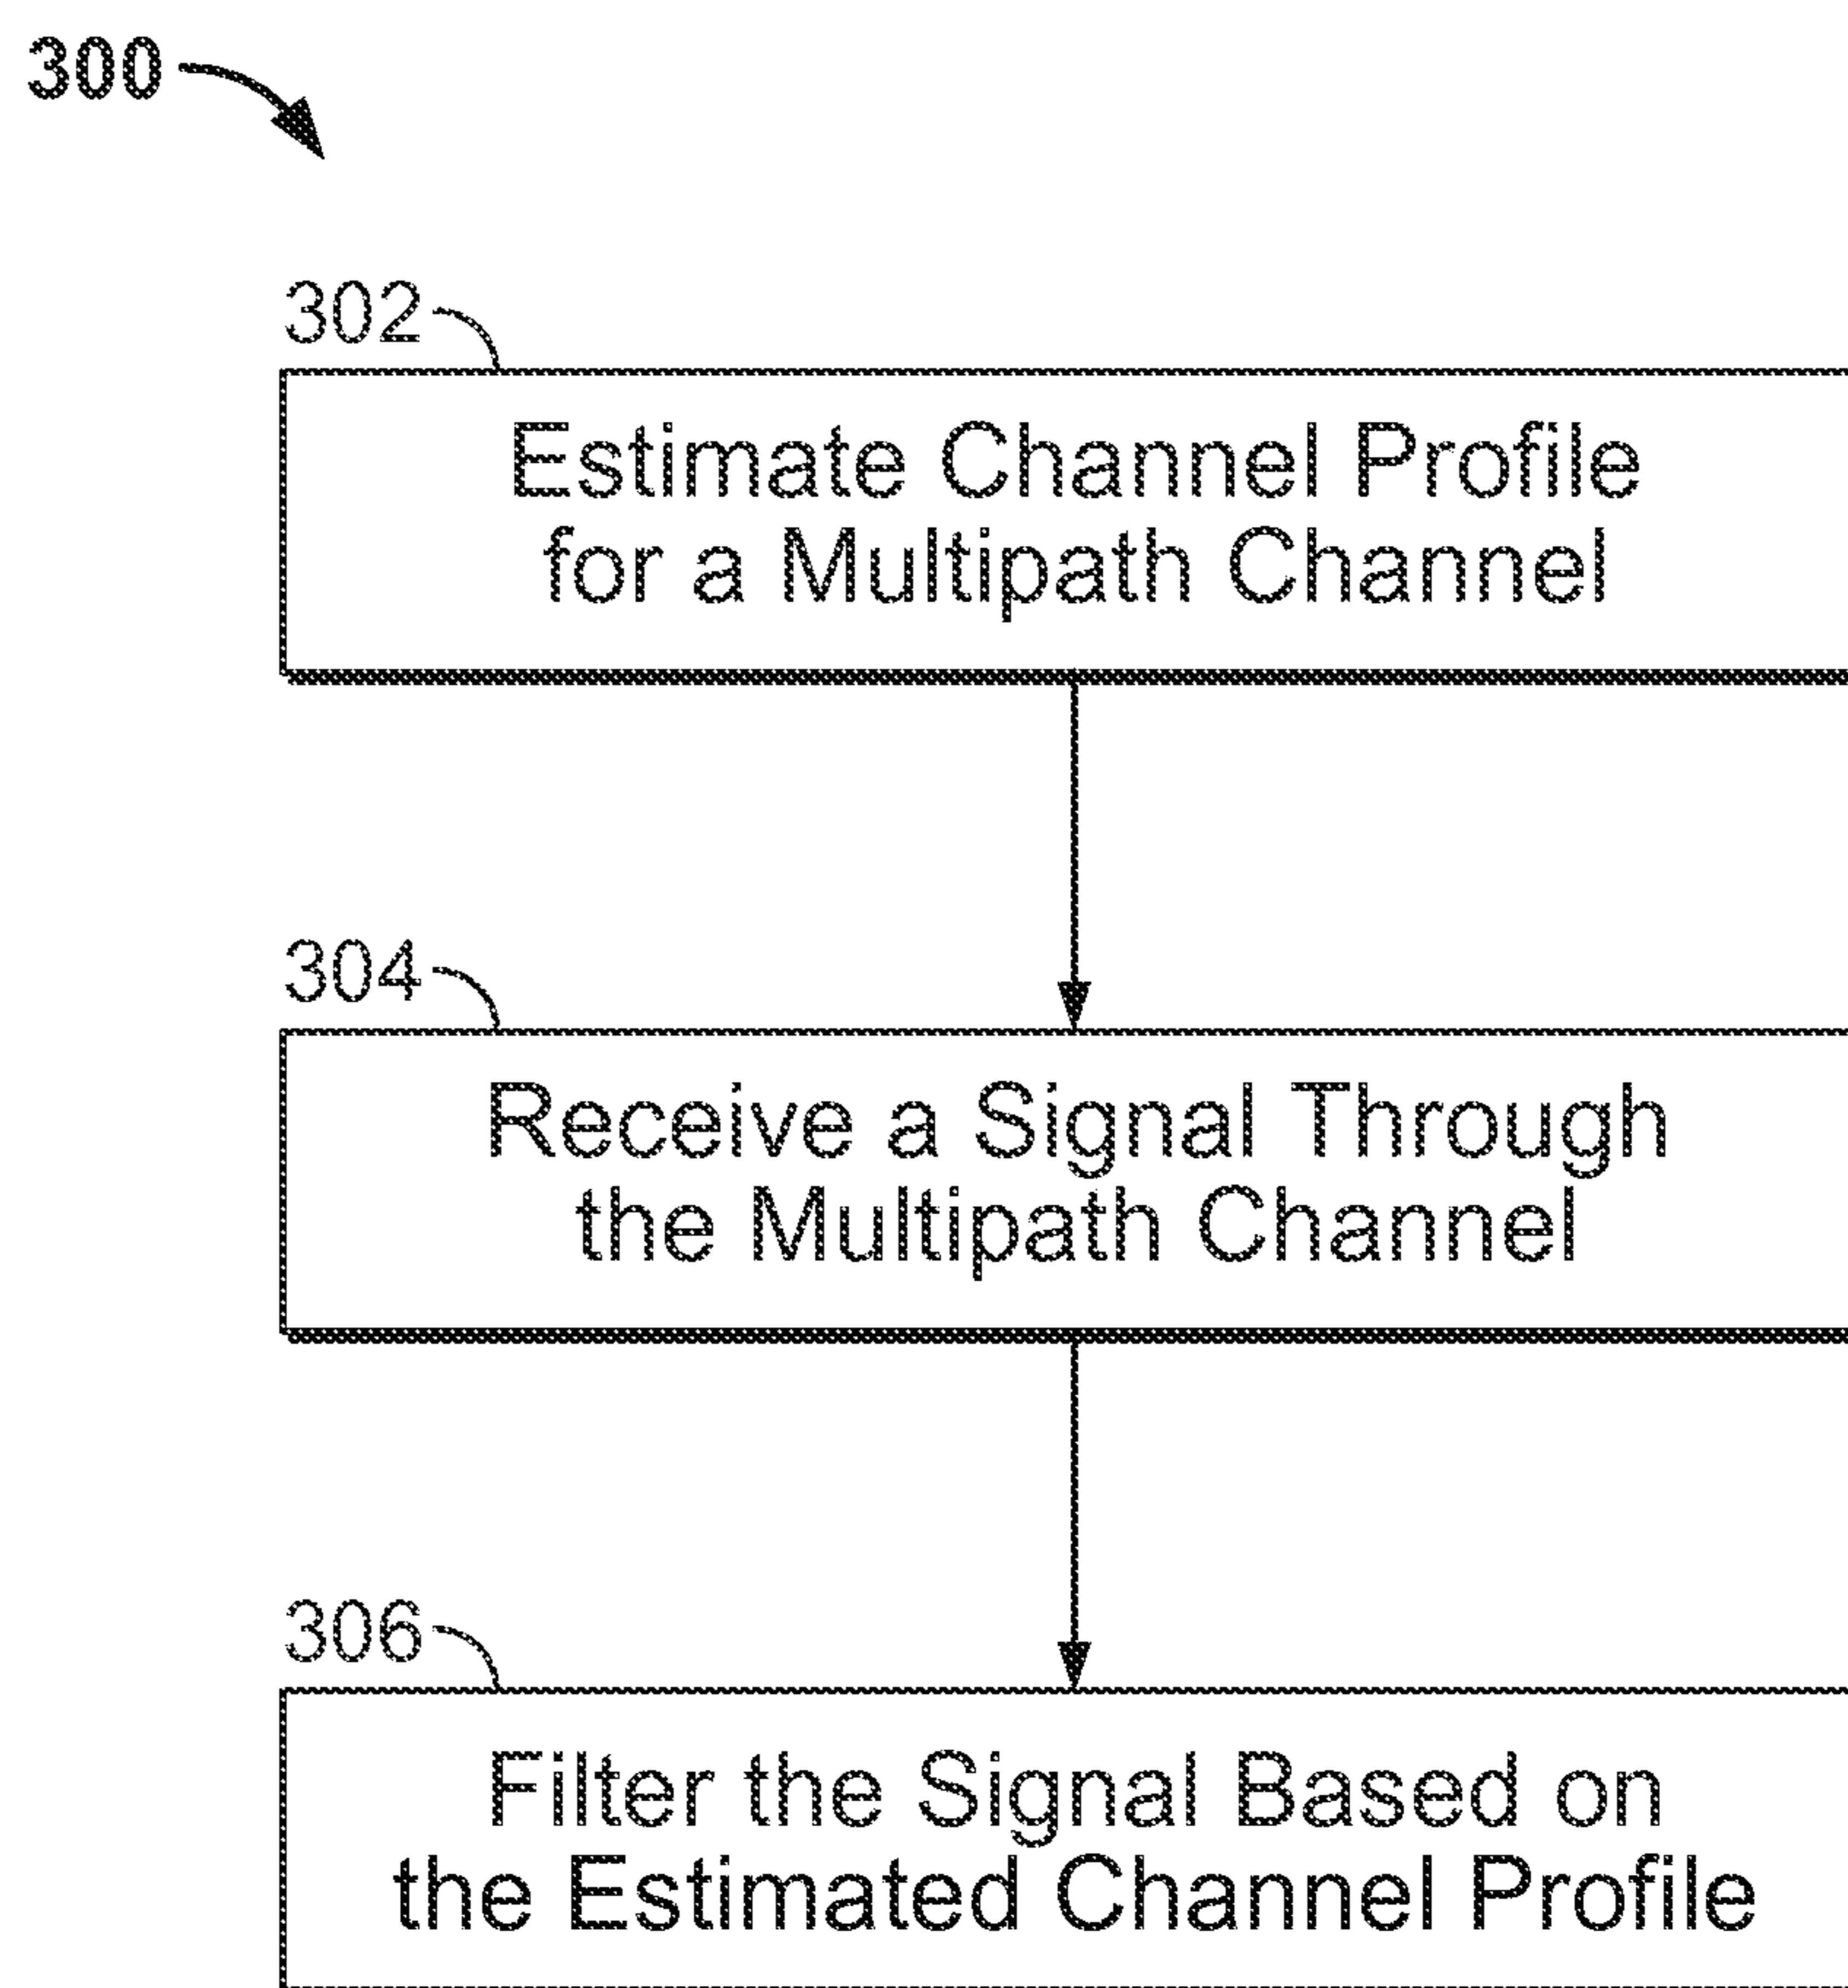 300
302
Estimate Channel Profile
for a Multipath Channel
304
Receive a Signal Through
the Multipath Channel
306
Filter the Signal Based on
the Estimated Channel Profile